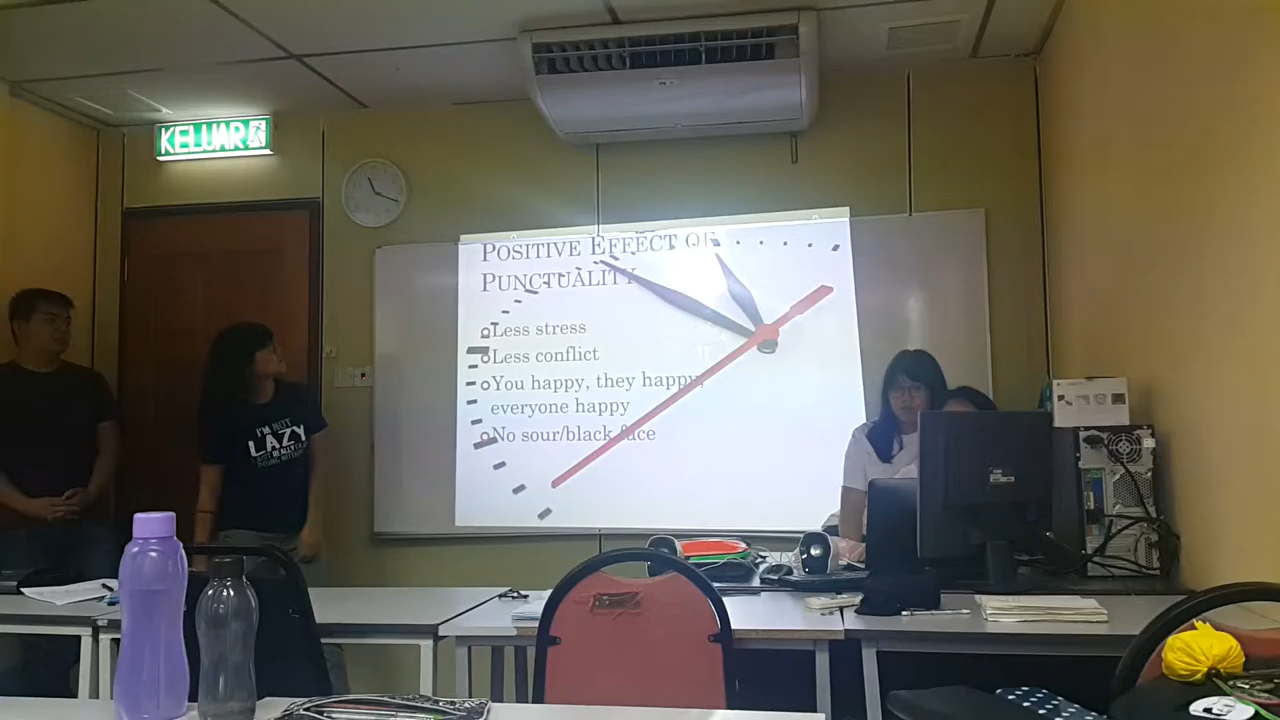 KELUAR
POSITIVE EFFECT OF
PUNCTUALITY
Less stress
Less conflict
You happy, they happy,
everyone happy
No sour/black face
I'M NOT
LAZY
REALLY